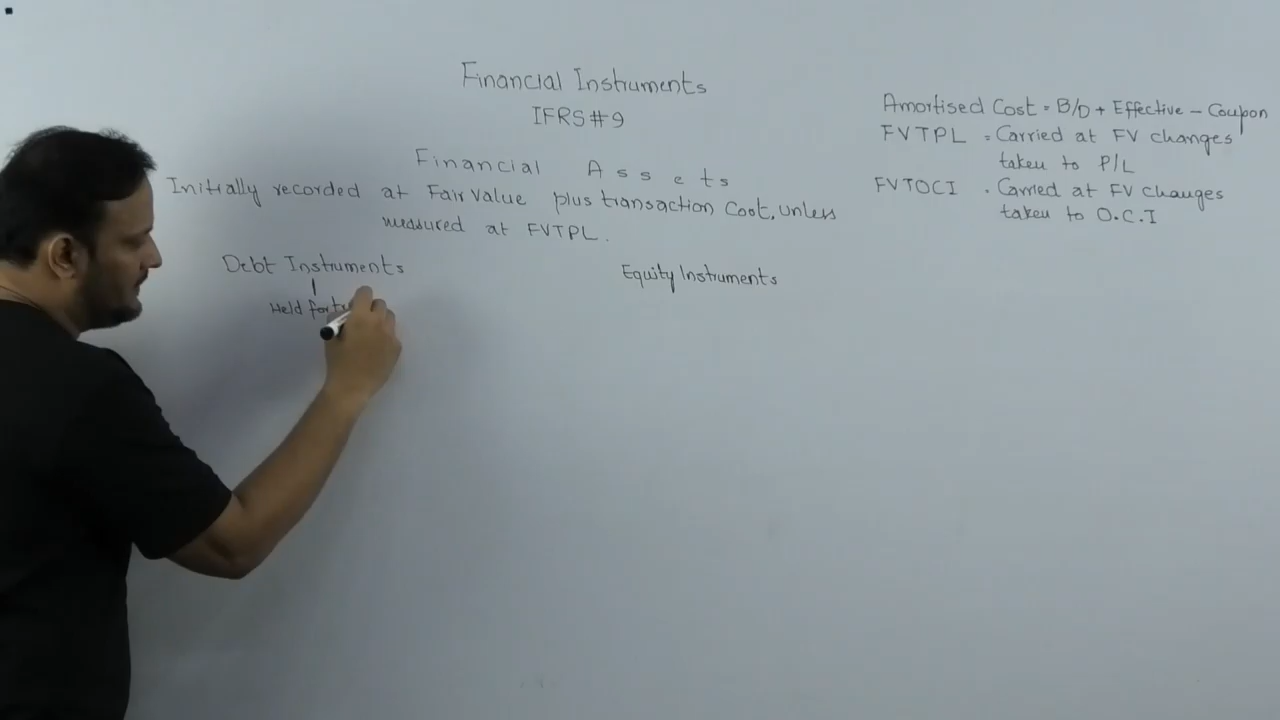 Financial Instruments
IFRS#9
Financial Assets
Initially recorded at Fair Value plus transaction Cost, unless
measured at FVTPL.
Debt Instruments
Held for
Equity Instruments
Amortised Cost = B/D + Effective - Coupon
FVTPL = Carried at FV changes
taken to P/L
FVTOCI = Carried at FV changes
taken to O.C.I